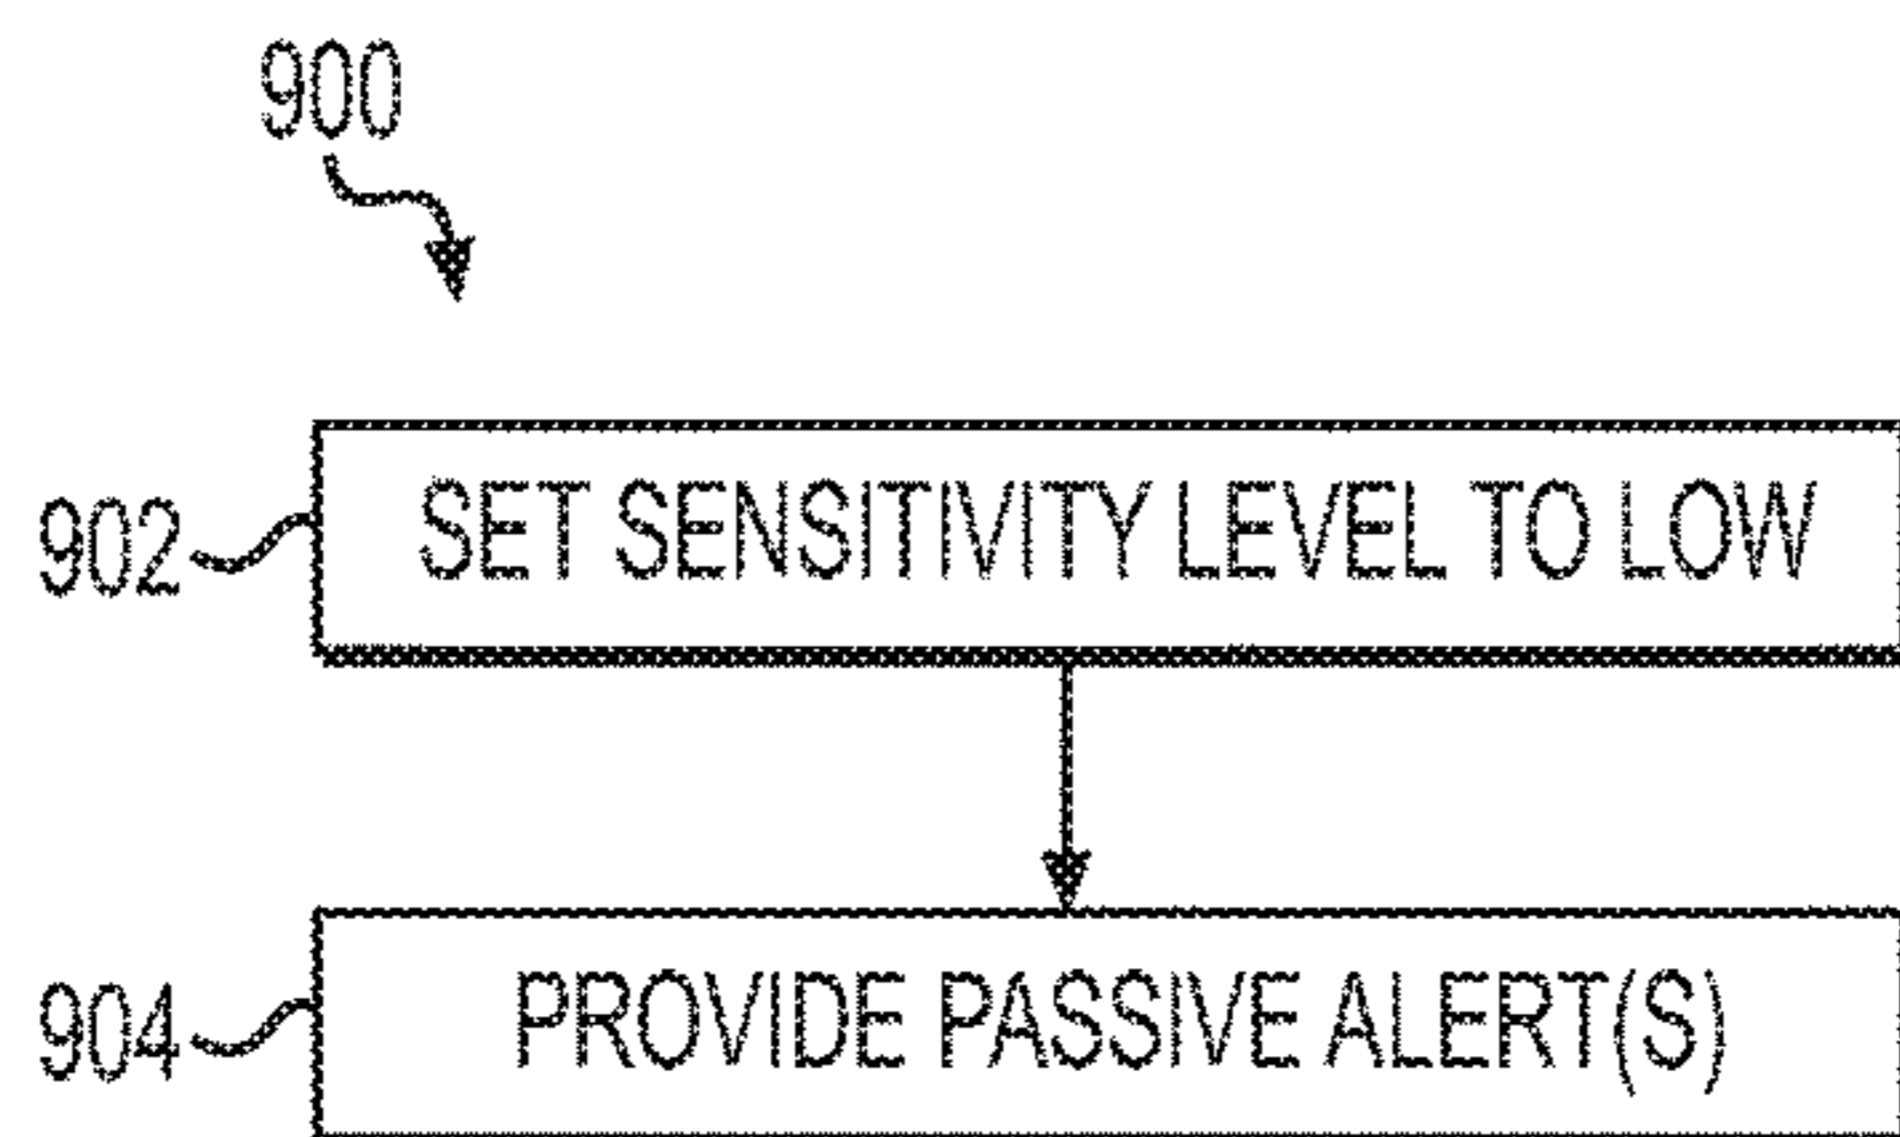 900
902 SET SENSITIVITY LEVEL TO LOW
904 PROVIDE PASSIVE ALERT(S)